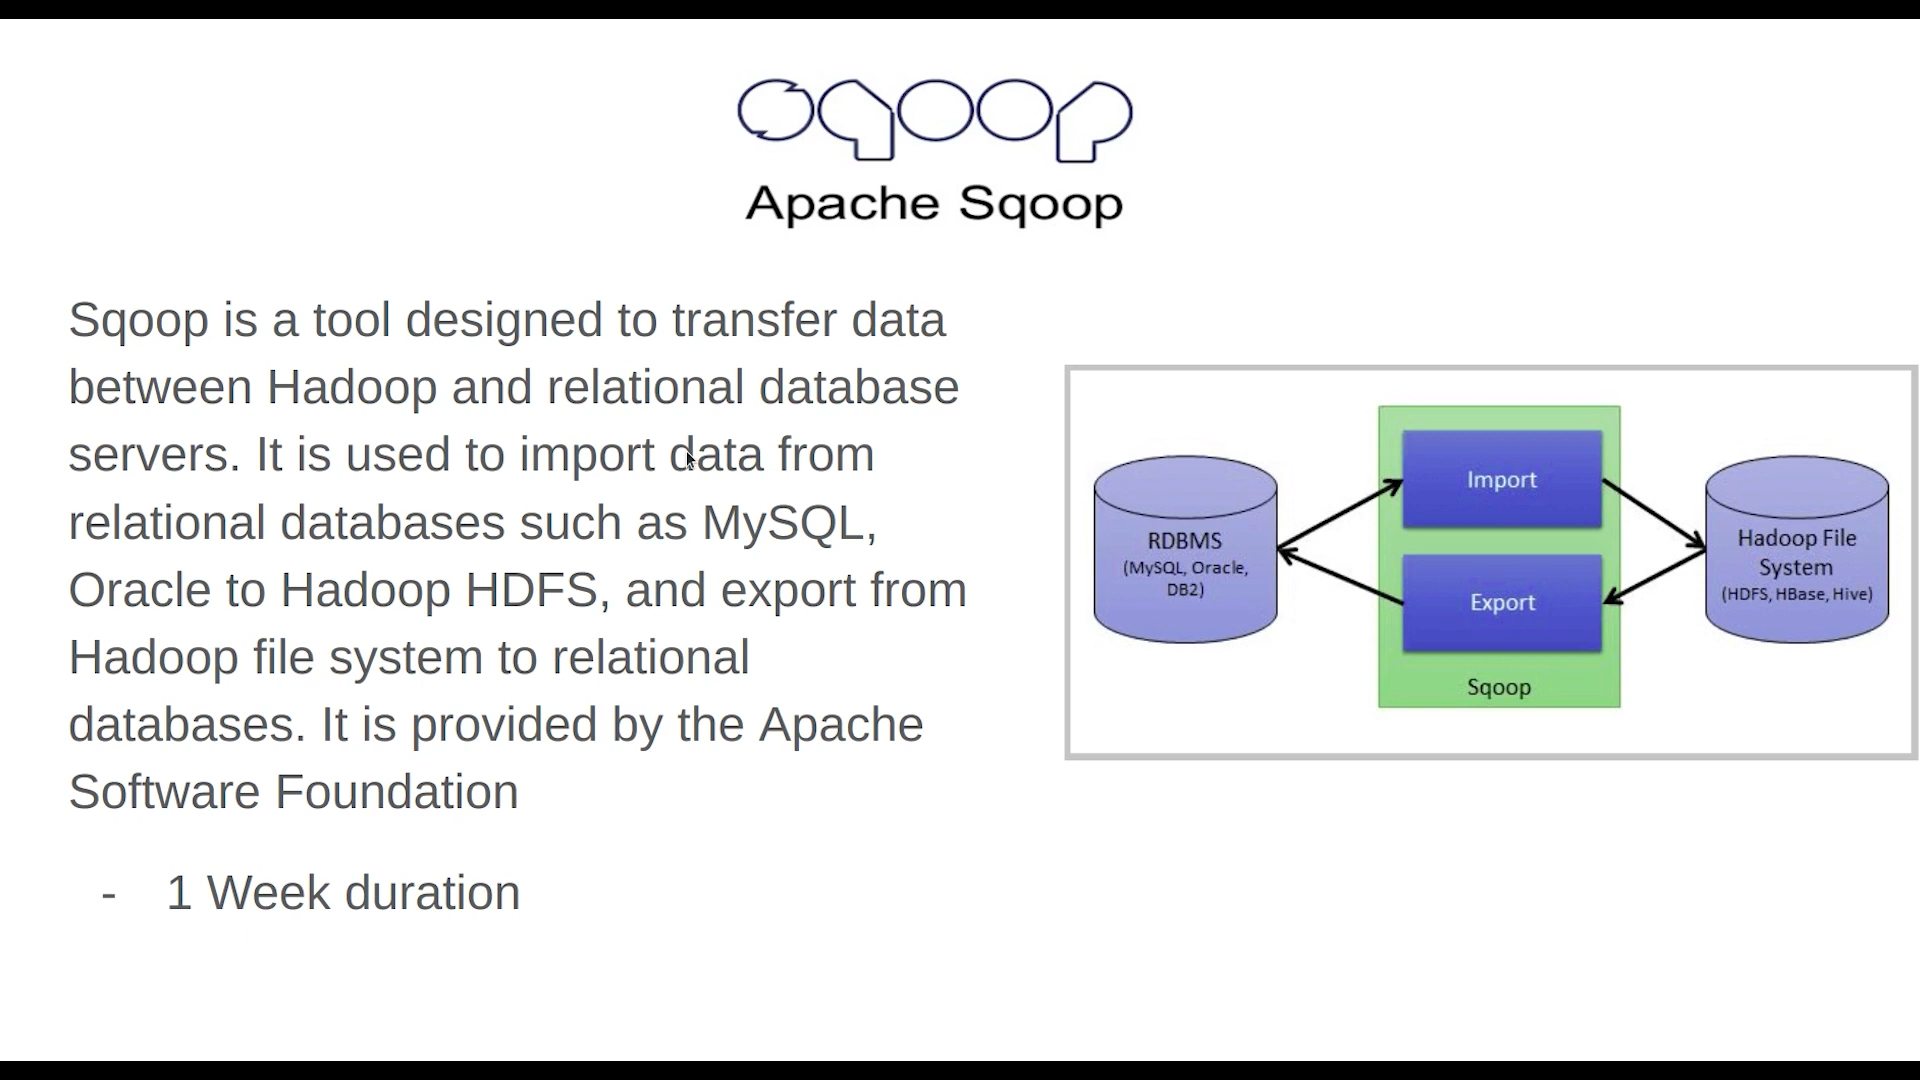 sqoop
Apache Sqoop
Sqoop is a tool designed to transfer data
between Hadoop and relational database
servers. It is used to import data from
relational databases such as MySQL,
Oracle to Hadoop HDFS, and export from
Hadoop file system to relational
databases. It is provided by the Apache
Software Foundation
- 1 Week duration
RDBMS
(MySQL, Oracle,
DB2)
Import
Export
Sqoop
Hadoop File
System
(HDFS, HBase, Hive)